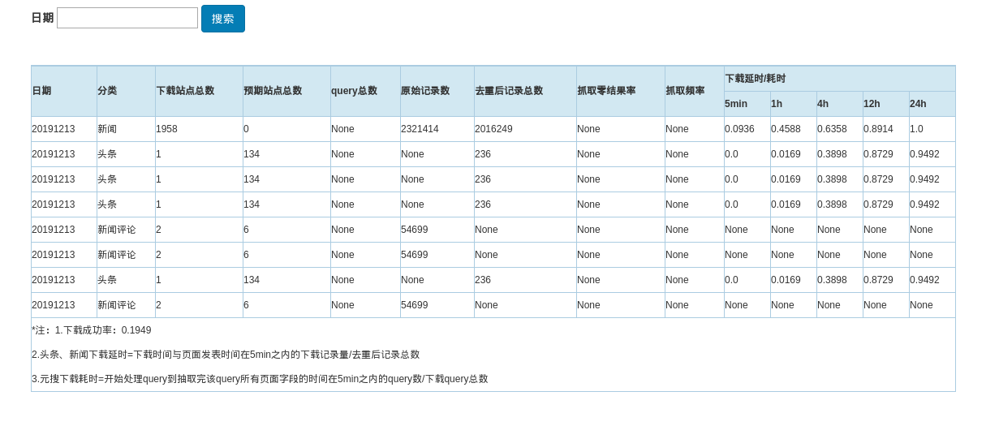 日期 搜索
下载延时/耗时
日期 分类 下载站点总数 预期站点总数 query总数 原始记录数 去重后记录总数 抓取零结果率 抓取频率
5min 1h 4h 12h 24h
20191213 新闻 1958 0 None 2321414 2016249 None None 0.0936 0.4588 0.6358 0.8914 1.0
20191213 头条 1 134 None None 236 None None 0.0 0.0169 0.3898 0.8729 0.9492
20191213 头条 1 134 None None 236 None None 0.0 0.0169 0.3898 0.8729 0.9492
20191213 头条 1 134 None None 236 None None 0.0 0.0169 0.3898 0.8729 0.9492
20191213 新闻评论 2 6 None 54699 None None None None None None None None
20191213 新闻评论 2 6 None 54699 None None None None None None None None
20191213 头条 1 134 None None 236 None None 0.0 0.0169 0.3898 0.8729 0.9492
20191213 新闻评论 2 6 None 54699 None None None None None None None None
*注：1.下载成功率：0.1949
2.头条、新闻下载延时=下载时间与页面发表时间在5min之内的下载记录量/去重后记录总数
3.元搜下载耗时=开始处理query到抽取完该query所有页面字段的时间在5min之内的query数/下载query总数